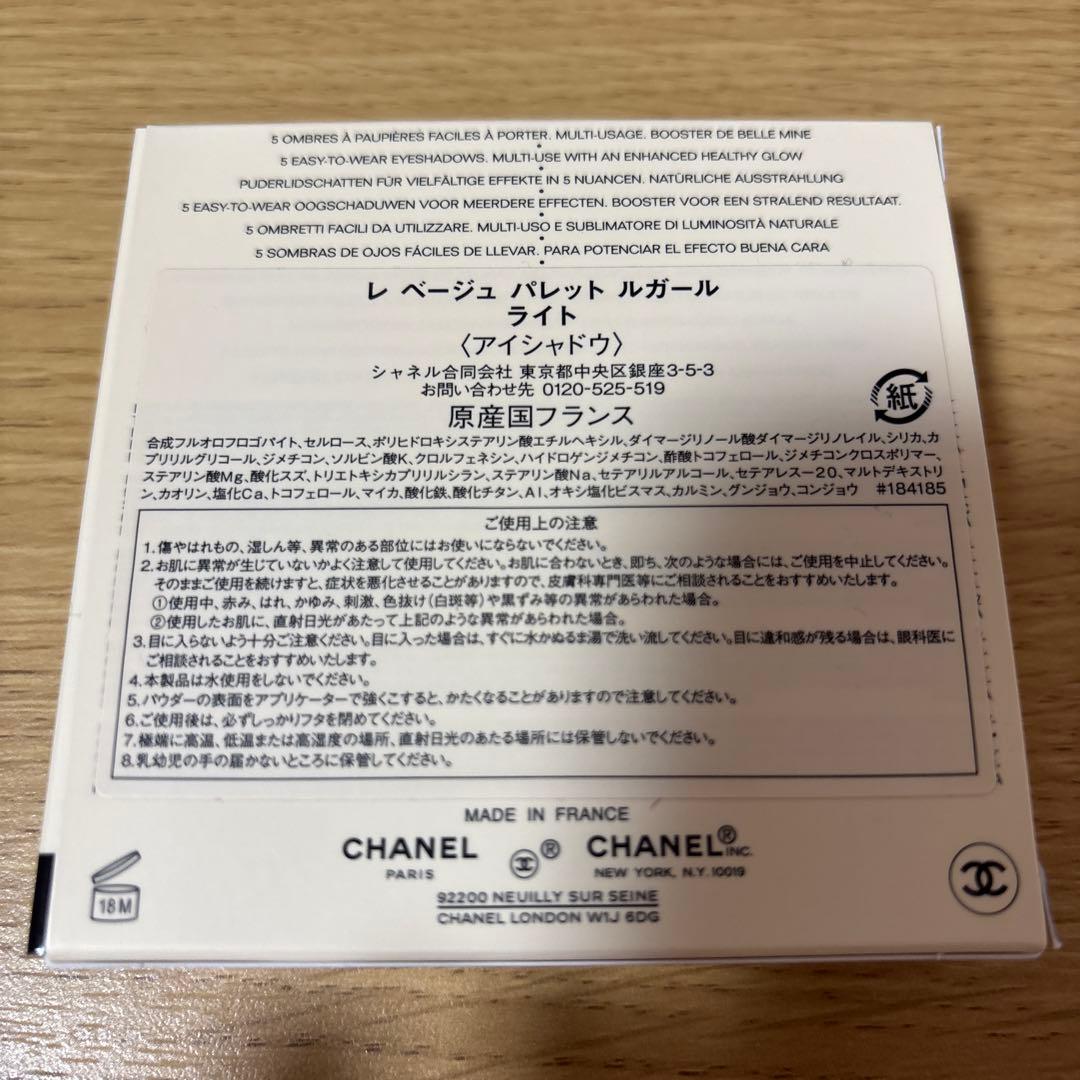 5 OMBRES À PAUPIÈRES FACILES À PORTER. MULTI-USAGE. BOOSTER DE BELLE MINE
5 EASY-TO-WEAR EYESHADOWS. MULTI-USE WITH AN ENHANCED HEALTHY GLOW
PUDERLIDSCHATTEN FÜR VIELFÄLTIGE EFFEKTE IN 5 NUANCEN. NATÜRLICHE AUSSTRAHLUNG
5 EASY-TO-WEAR OOGSCHADUWEN VOOR MEERDERE EFFECTEN. BOOSTER VOOR EEN STRALEND RESULTAAT.
5 OMBRETTI FACILI DA UTILIZZARE. MULTI-USO E SUBLIMATORE DI LUMINOSITÀ NATURALE
5 SOMBRAS DE OJOS FÁCILES DE LLEVAR. PARA POTENCIAR EL EFECTO BUENA CARA
レ ベージュ パレット ルガール
ライト
〈アイシャドウ〉
シャネル合同会社 東京都中央区銀座3-5-3
お問い合わせ先 0120-525-519
原産国フランス
紙
合成フルオロフロゴパイト、セルロース、ポリヒドロキシステアリン酸エチルヘキシル、ダイマージリノール酸ダイマージリノレイル、シリカ、カ
プリリルグリコール、ジメチコン、ソルビン酸K、クロルフェネシン、ハイドロゲンジメチコン、酢酸トコフェロール、ジメチコンクロスポリマー、
ステアリン酸Mg、酸化スズ、トリエトキシカプリリルシラン、ステアリン酸Na、セテアリルアルコール、セテアレス-20、マルトデキストリ
ン、カオリン、塩化Ca、トコフェロール、マイカ、酸化鉄、酸化チタン、Al、オキシ塩化ビスマス、カルミン、グンジョウ、コンジョウ #184185
ご使用上の注意
1.傷やはれもの、湿しん等、異常のある部位にはお使いにならないでください。
2.お肌に異常が生じていないかよく注意して使用してください。お肌に合わないとき、即ち、次のような場合には、ご使用を中止してください。
そのままご使用を続けますと、症状を悪化させることがありますので、皮膚科専門医等にご相談されることをおすすめいたします。
①使用中、赤み、はれ、かゆみ、刺激、色抜け(白斑等)や黒ずみ等の異常があらわれた場合。
②使用したお肌に、直射日光があたって上記のような異常があらわれた場合。
3.目に入らないよう十分ご注意ください。目に入った場合は、すぐに水かぬるま湯で洗い流してください。目に違和感が残る場合は、眼科医に
ご相談されることをおすすめいたします。
4.本製品は水使用をしないでください。
5.パウダーの表面をアプリケーターで強くこすると、かたくなることがありますので注意してください。
6.ご使用後は、必ずしっかりフタを閉めてください。
7.極端に高温、低温または高湿度の場所、直射日光のあたる場所には保管しないでください。
8.乳幼児の手の届かないところに保管してください。
MADE IN FRANCE
CHANEL ® CHANEL® INC.
PARIS NEW YORK, N.Y. 10019
92200 NEUILLY SUR SEINE
CHANEL LONDON W1J 6DG
18M